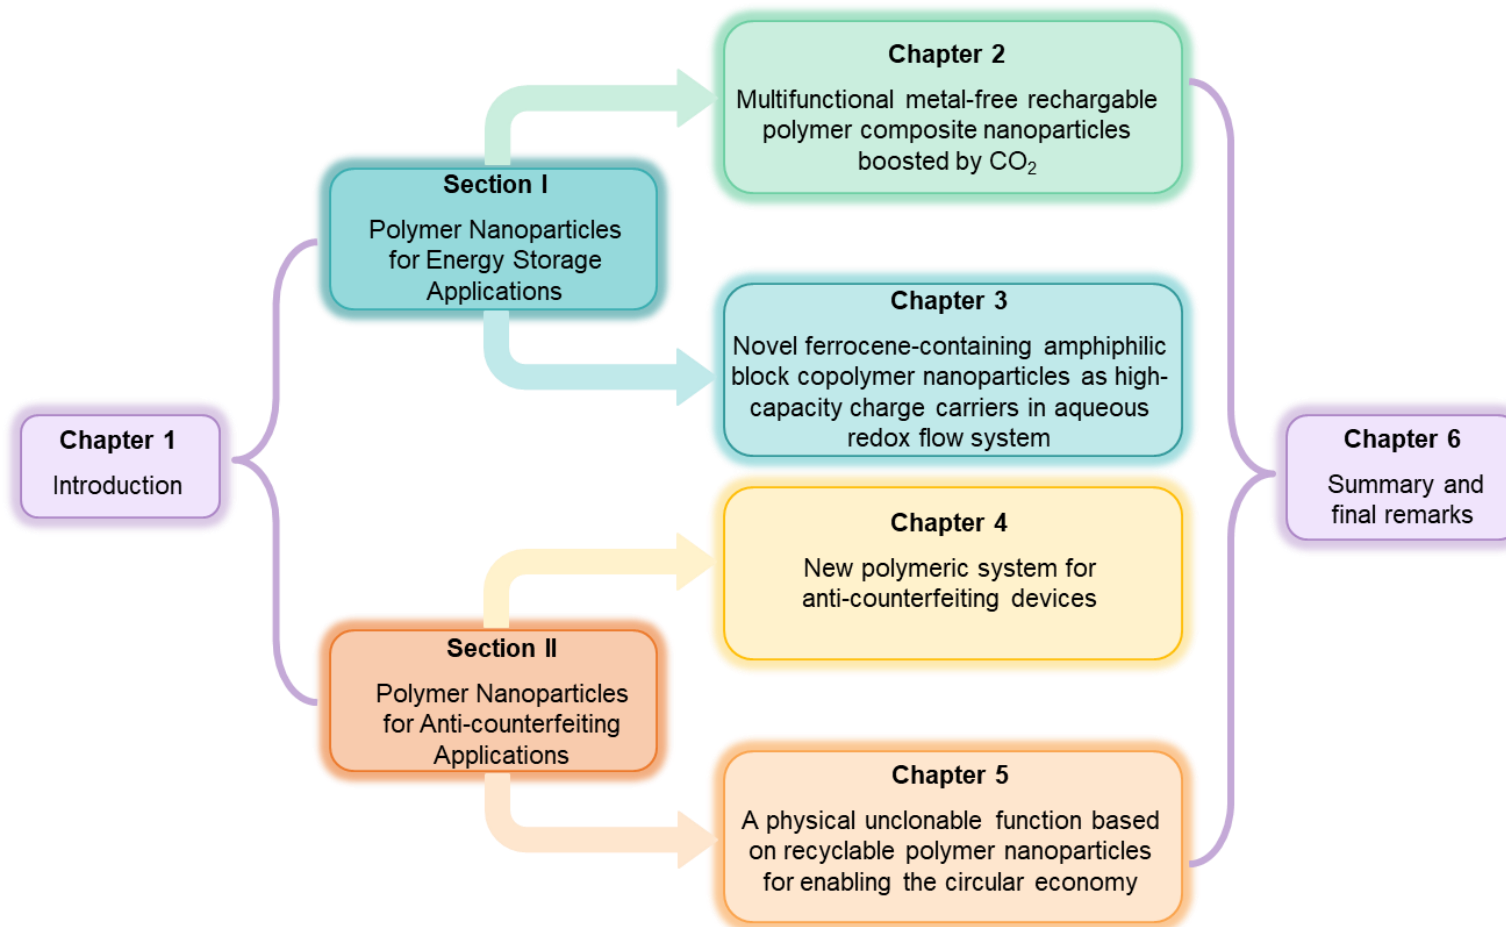 Chapter 1
Introduction
Section I
Polymer Nanoparticles
for Energy Storage
Applications
Section II
Polymer Nanoparticles
for Anti-counterfeiting
Applications
Chapter 2
Multifunctional metal-free rechargable
polymer composite nanoparticles
boosted by CO₂
Chapter 3
Novel ferrocene-containing amphiphilic
block copolymer nanoparticles as high-
capacity charge carriers in aqueous
redox flow system
Chapter 4
New polymeric system for
anti-counterfeiting devices
Chapter 5
A physical unclonable function based
on recyclable polymer nanoparticles
for enabling the circular economy
Chapter 6
Summary and
final remarks